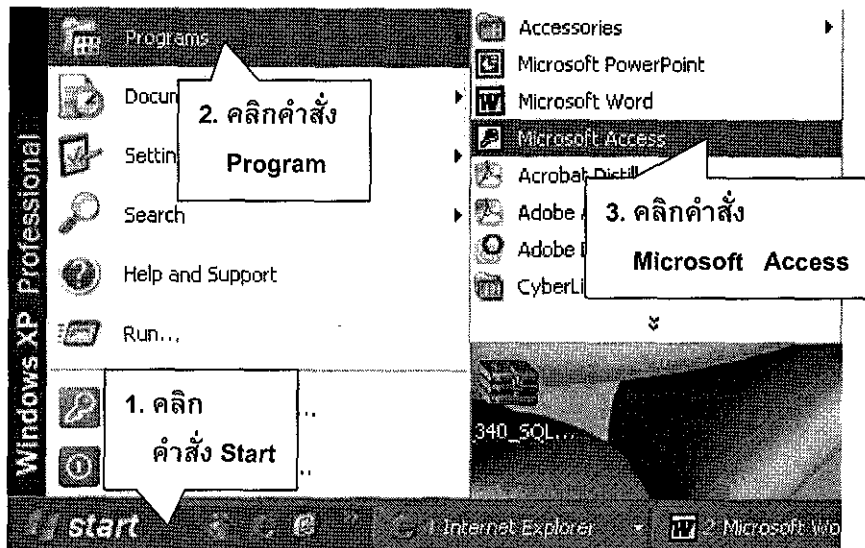 Windows XP Professional
Programs
Docum
Settin
Search
Help and Support
Run...
2. คลิกคำสั่ง
Program
1. คลิก
คำสั่ง Start
Accessories
Microsoft PowerPoint
Microsoft Word
Microsoft Access
Acrobat Distill
Adobe
Adobe
CyberLi
3. คลิกคำสั่ง
Microsoft Access
340_SQL...
start
Internet Explorer
2 Microsoft Wo